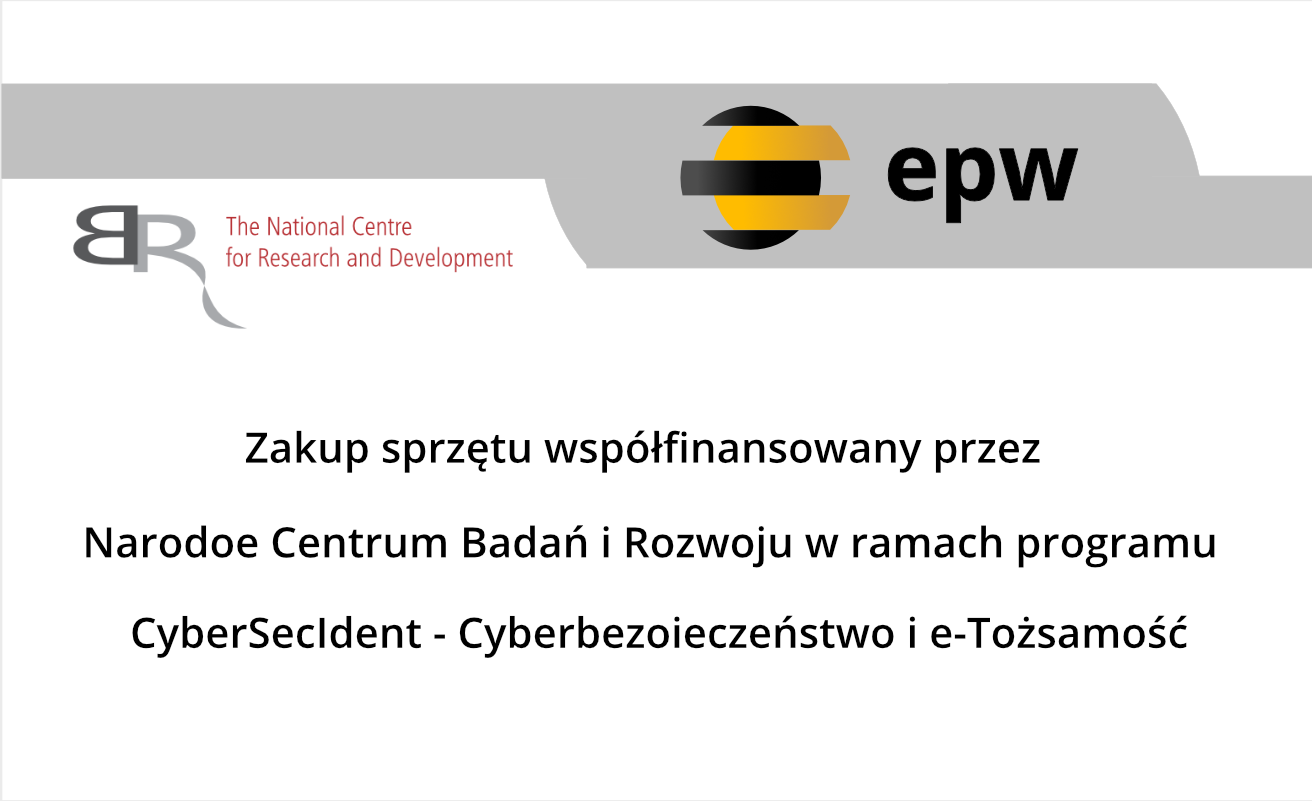 epw
The National Centre
for Research and Development
Zakup sprzętu współfinansowany przez
Narodoe Centrum Badań i Rozwoju w ramach programu
CyberSecIdent - Cyberbezoieczeństwo i e-Tożsamość